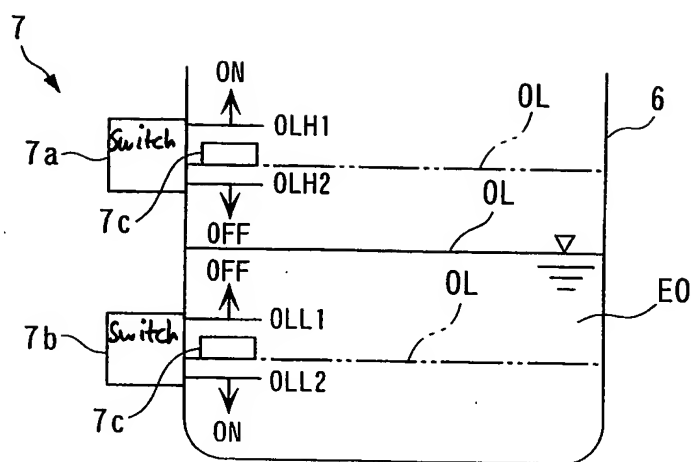 7
ON
OL
6
Switch
OLH1
7a
7c
OLH2
OL
OFF
OFF
OL
EO
Switch
OLL1
7b
7c
OLL2
ON